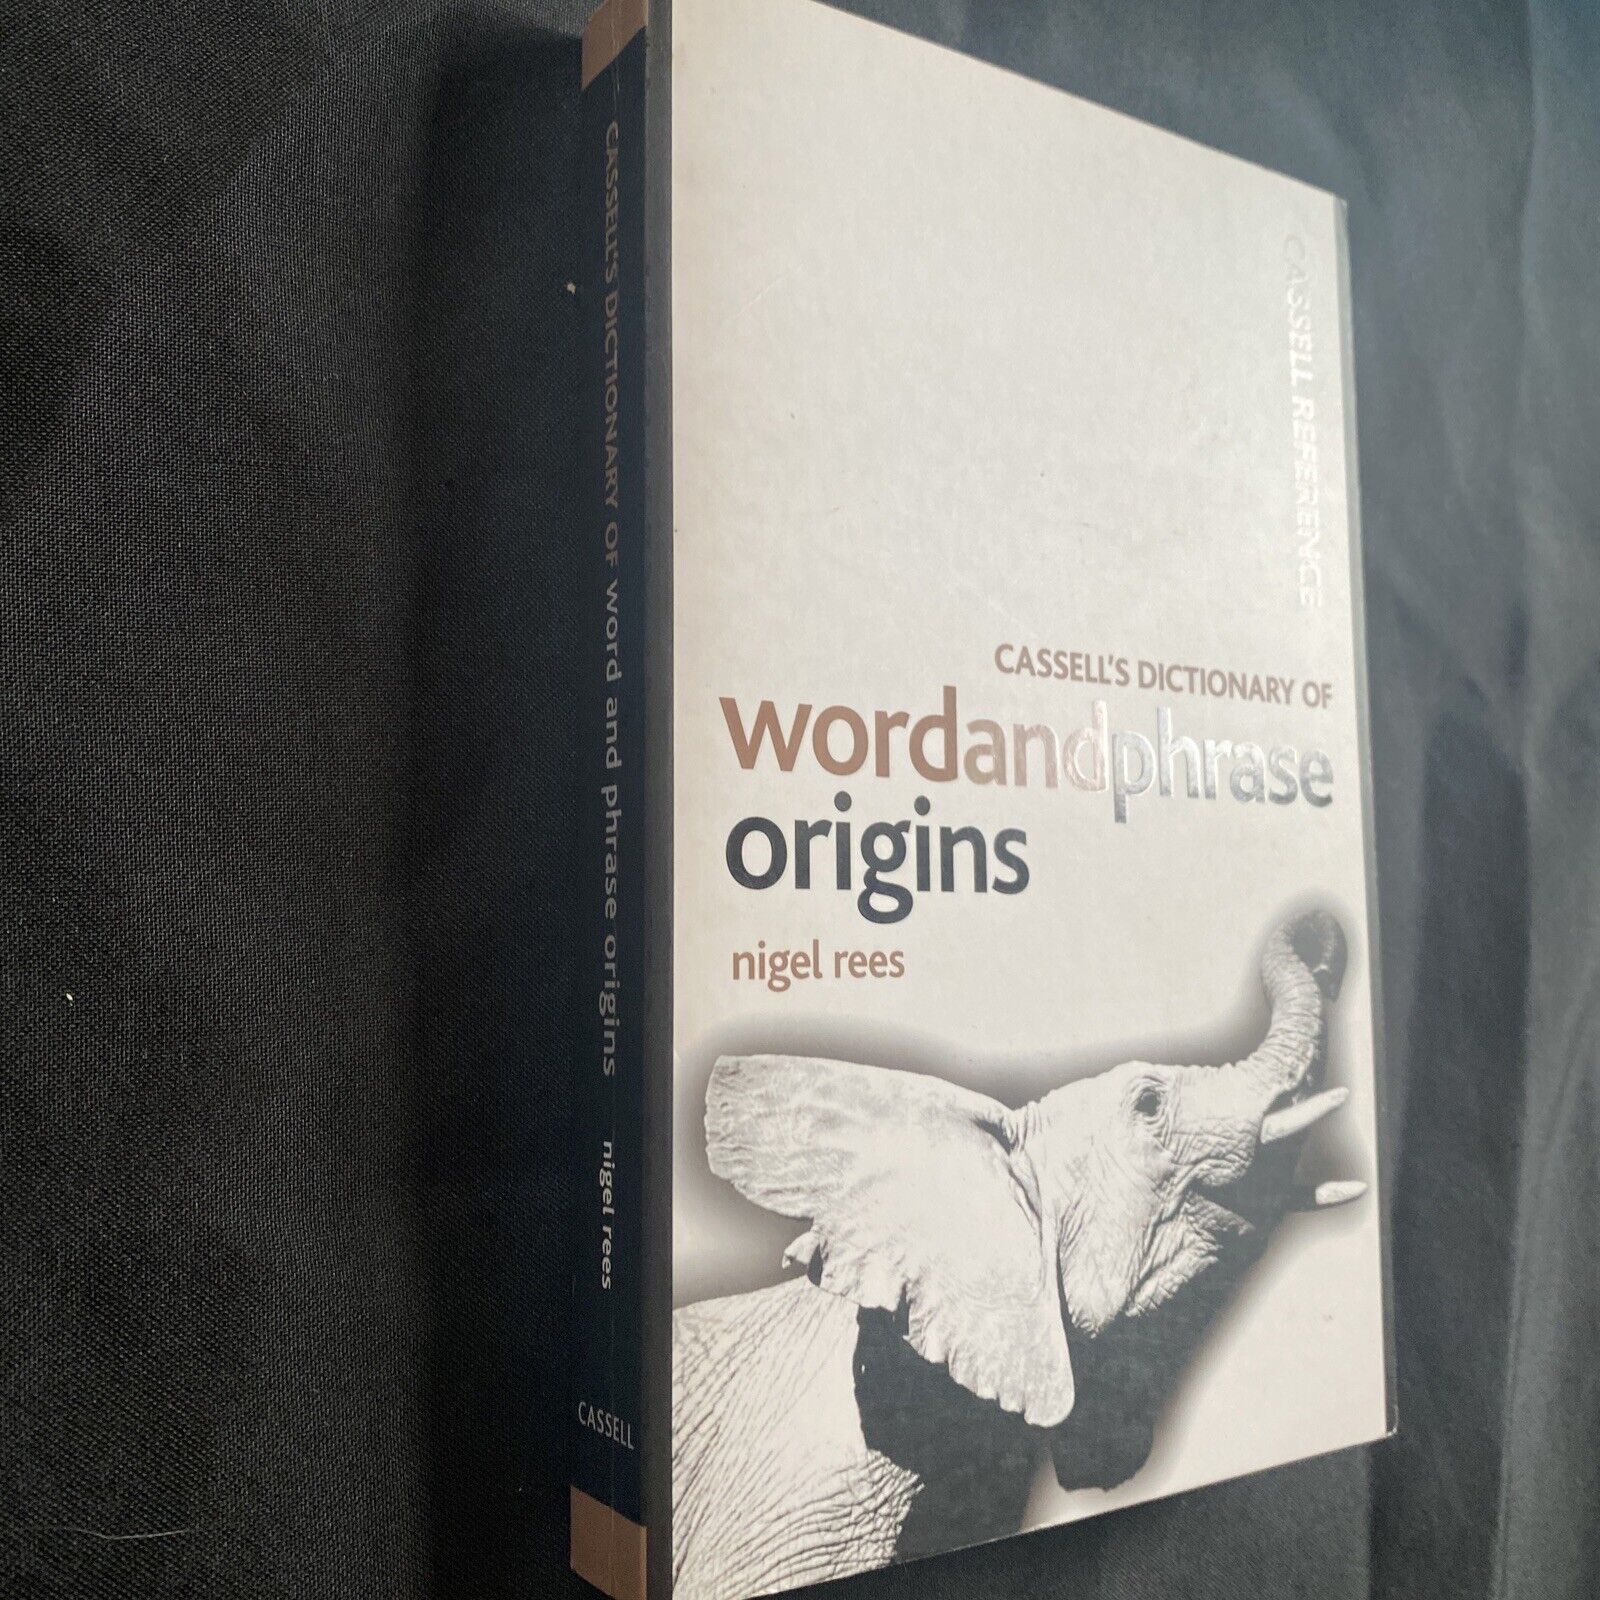 CASSELL'S DICTIONARY OF word and phrase origins nigel rees
CASSELL
CASSELL REFERENCE
CASSELL'S DICTIONARY OF
wordandphrase
origins
nigel rees